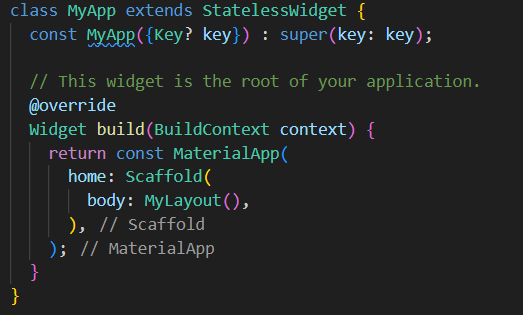 class MyApp extends StatelessWidget {
  const MyApp({Key? key}) : super(key: key);

  // This widget is the root of your application.
  @override
  Widget build(BuildContext context) {
    return const MaterialApp(
      home: Scaffold(
        body: MyLayout(),
      ), // Scaffold
    ); // MaterialApp
  }
}